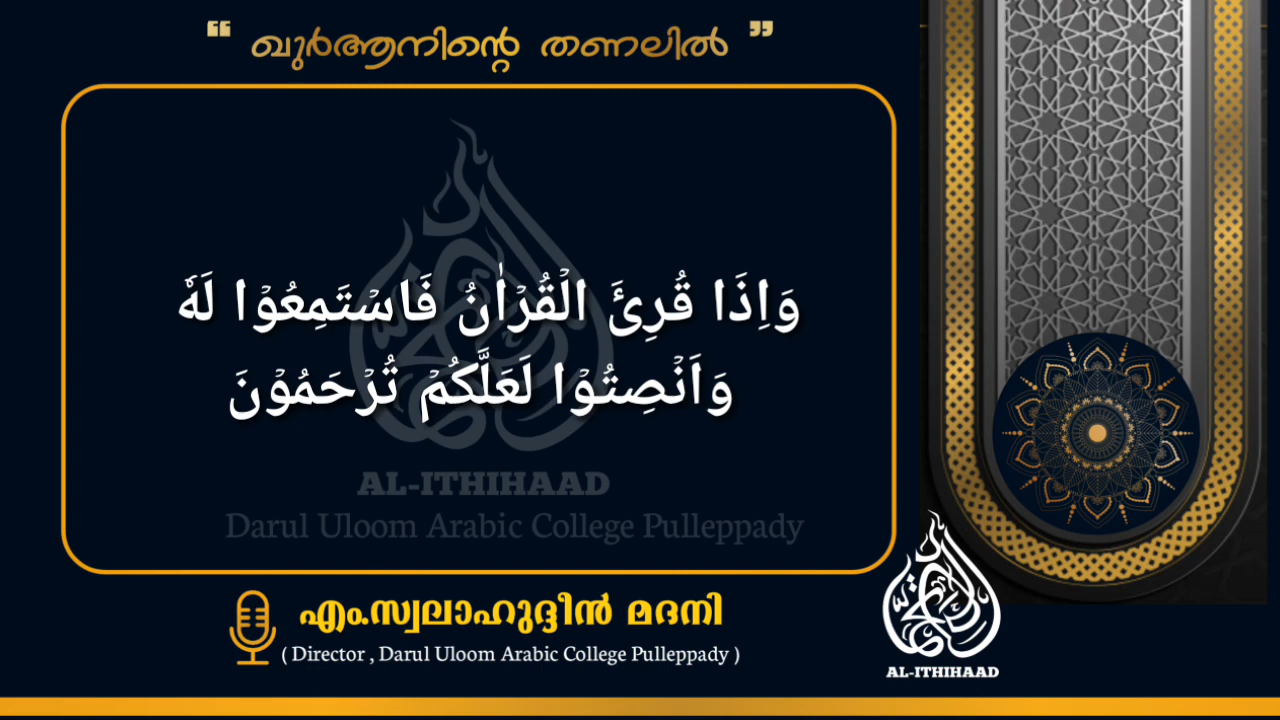 “ ഖുർആനിന്റെ തണലിൽ ”
وَاِذَا قُرِئَ الْقُرْاٰنُ فَاسْتَمِعُوْا لَهٗ
وَاَنْصِتُوْا لَعَلَّكُمْ تُرْحَمُوْنَ
AL-ITHIHAAD
Darul Uloom Arabic College Pulleppady
എം.സ്വലാഹുദ്ദീൻ മദനി
( Director , Darul Uloom Arabic College Pulleppady )
AL-ITHIHAAD